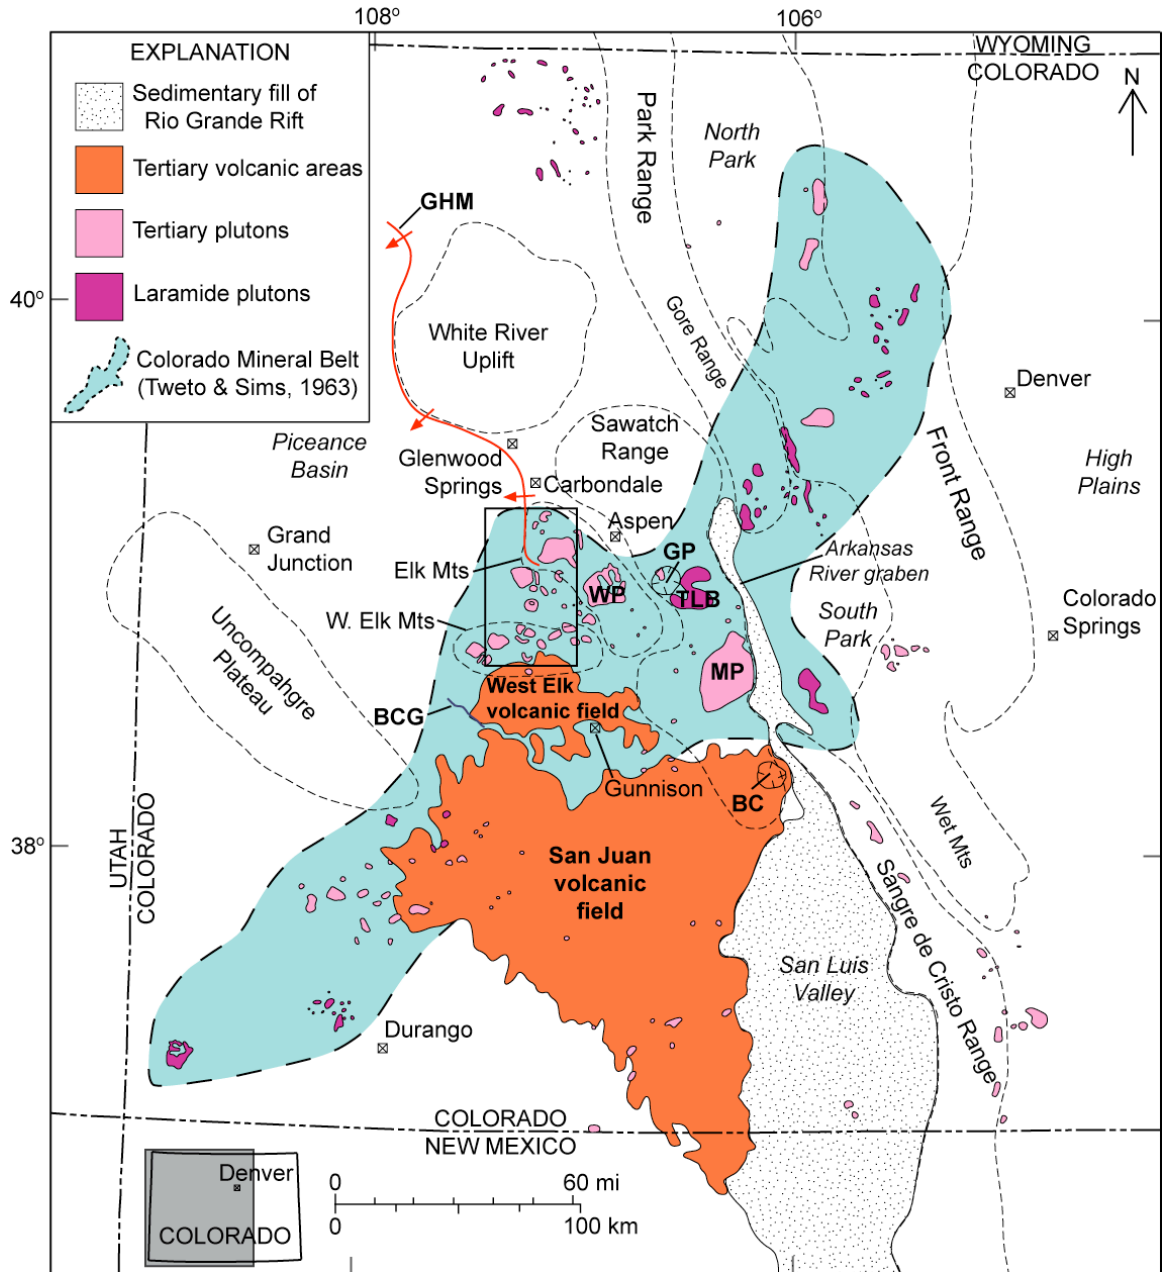 108°
106°
EXPLANATION
Sedimentary fill of
Rio Grande Rift
Tertiary volcanic areas
Tertiary plutons
Laramide plutons
Colorado Mineral Belt
(Tweto & Sims, 1963)
WYOMING
COLORADO
N
Park Range
North
Park
GHM
40°
White River
Uplift
Gore Range
Denver
Sawatch
Range
Piceance
Basin
Glenwood
Springs
Carbondale
Front Range
High
Plains
Grand
Junction
Aspen
GP
Arkansas
River graben
Elk Mts
WP
TLB
Colorado
Springs
South
Park
W. Elk Mts
Uncompahgre
Plateau
MP
West Elk
volcanic field
BCG
Gunnison
BC
Wet Mts
UTAH
COLORADO
38°
San Juan
volcanic
field
Sangre de Cristo Range
San Luis
Valley
Durango
COLORADO
NEW MEXICO
Denver
COLORADO
0
60 mi
0
100 km